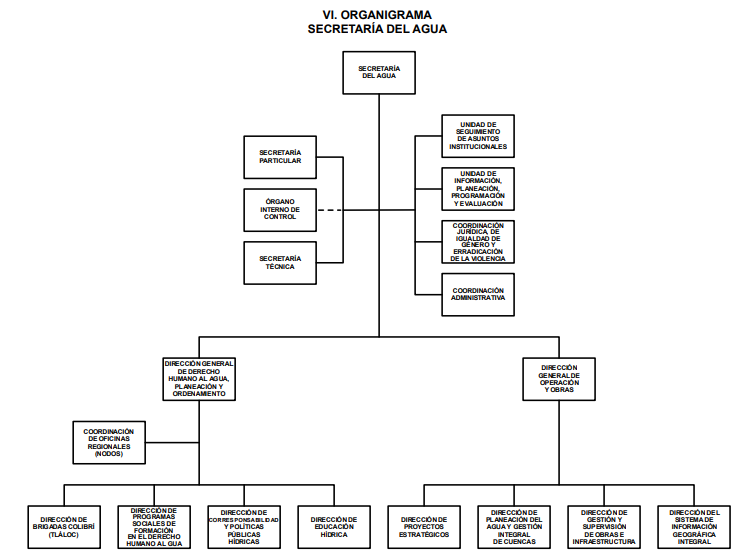 VI. ORGANIGRAMA
SECRETARÍA DEL AGUA
SECRETARÍA
DEL AGUA
UNIDAD DE
SEGUIMIENTO
DE ASUNTOS
INSTITUCIONALES
SECRETARÍA
PARTICULAR
UNIDAD DE
INFORMACIÓN,
PLANEACIÓN,
PROGRAMACIÓN
Y EVALUACIÓN
ÓRGANO
INTERNO DE
CONTROL
COORDINACIÓN
JURÍDICA, DE
IGUALDAD DE
GÉNERO Y
ERRADICACIÓN
DE LA VIOLENCIA
SECRETARÍA
TÉCNICA
COORDINACIÓN
ADMINISTRATIVA
DIRECCIÓN GENERAL
DE DERECHO
HUMANO AL AGUA,
PLANEACIÓN Y
ORDENAMIENTO
DIRECCIÓN
GENERAL DE
OPERACIÓN
Y OBRAS
COORDINACIÓN
DE OFICINAS
REGIONALES
(NODOS)
DIRECCIÓN DE
BRIGADAS COLIBRÍ
(TLÁLOC)
DIRECCIÓN DE
PROGRAMAS
SOCIALES DE
FORMACIÓN
EN EL DERECHO
HUMANO AL GUA
DIRECCIÓN DE
CORRESPONSABILIDAD
Y POLÍTICAS
PÚBLICAS
HÍDRICAS
DIRECCIÓN DE
EDUCACIÓN
HÍDRICA
DIRECCIÓN DE
PROYECTOS
ESTRATÉGICOS
DIRECCIÓN DE
PLANEACIÓN DEL
AGUA Y GESTIÓN
INTEGRAL
DE CUENCAS
DIRECCIÓN DE
GESTIÓN Y
SUPERVISIÓN
DE OBRAS E
INFRAESTRUCTURA
DIRECCIÓN DEL
SISTEMA DE
INFORMACIÓN
GEOGRÁFICA
INTEGRAL